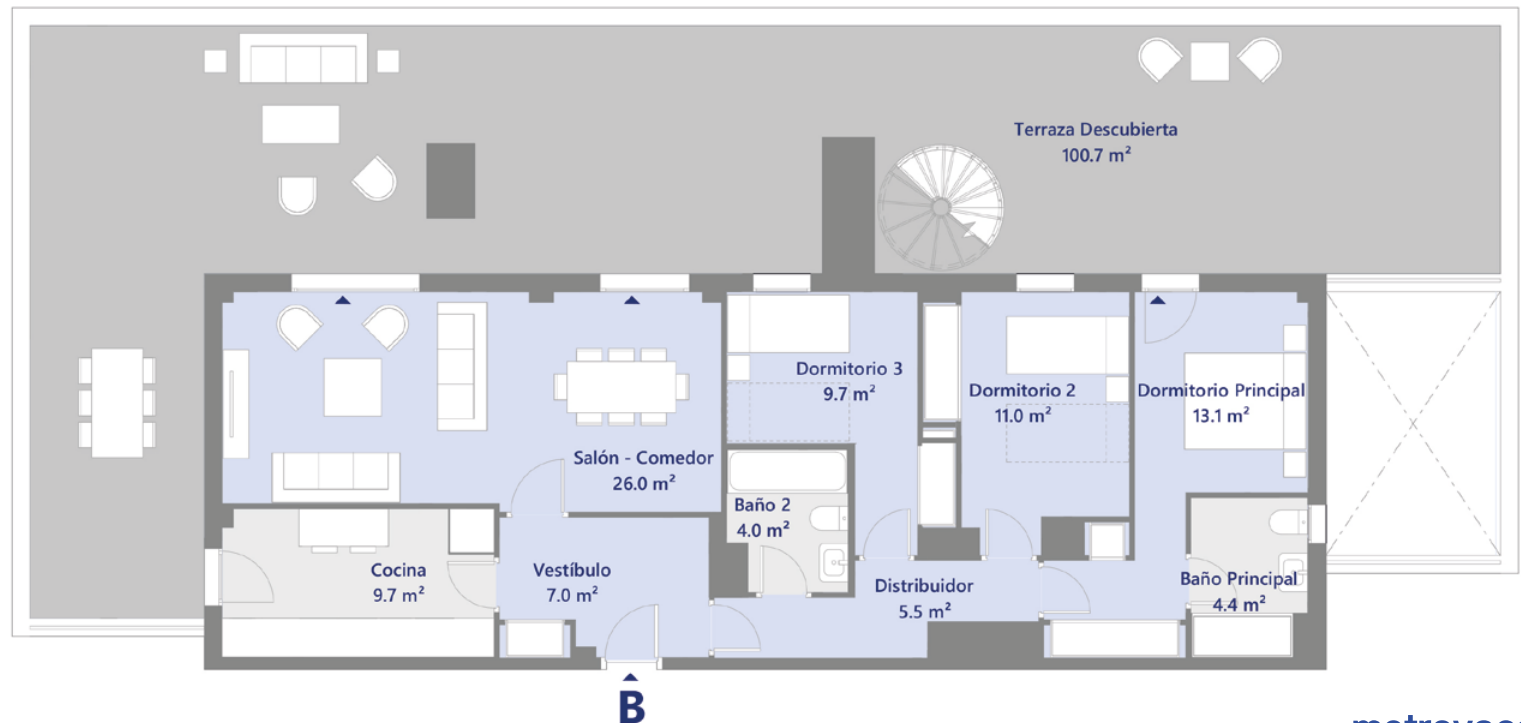 Terraza Descubierta
100.7 m²
Dormitorio 3
9.7 m²
Dormitorio 2
11.0 m²
Dormitorio Principal
13.1 m²
Salón - Comedor
26.0 m²
Baño 2
4.0 m²
Cocina
9.7 m²
Vestíbulo
7.0 m²
Distribuidor
5.5 m²
Baño Principal
4.4 m²
B